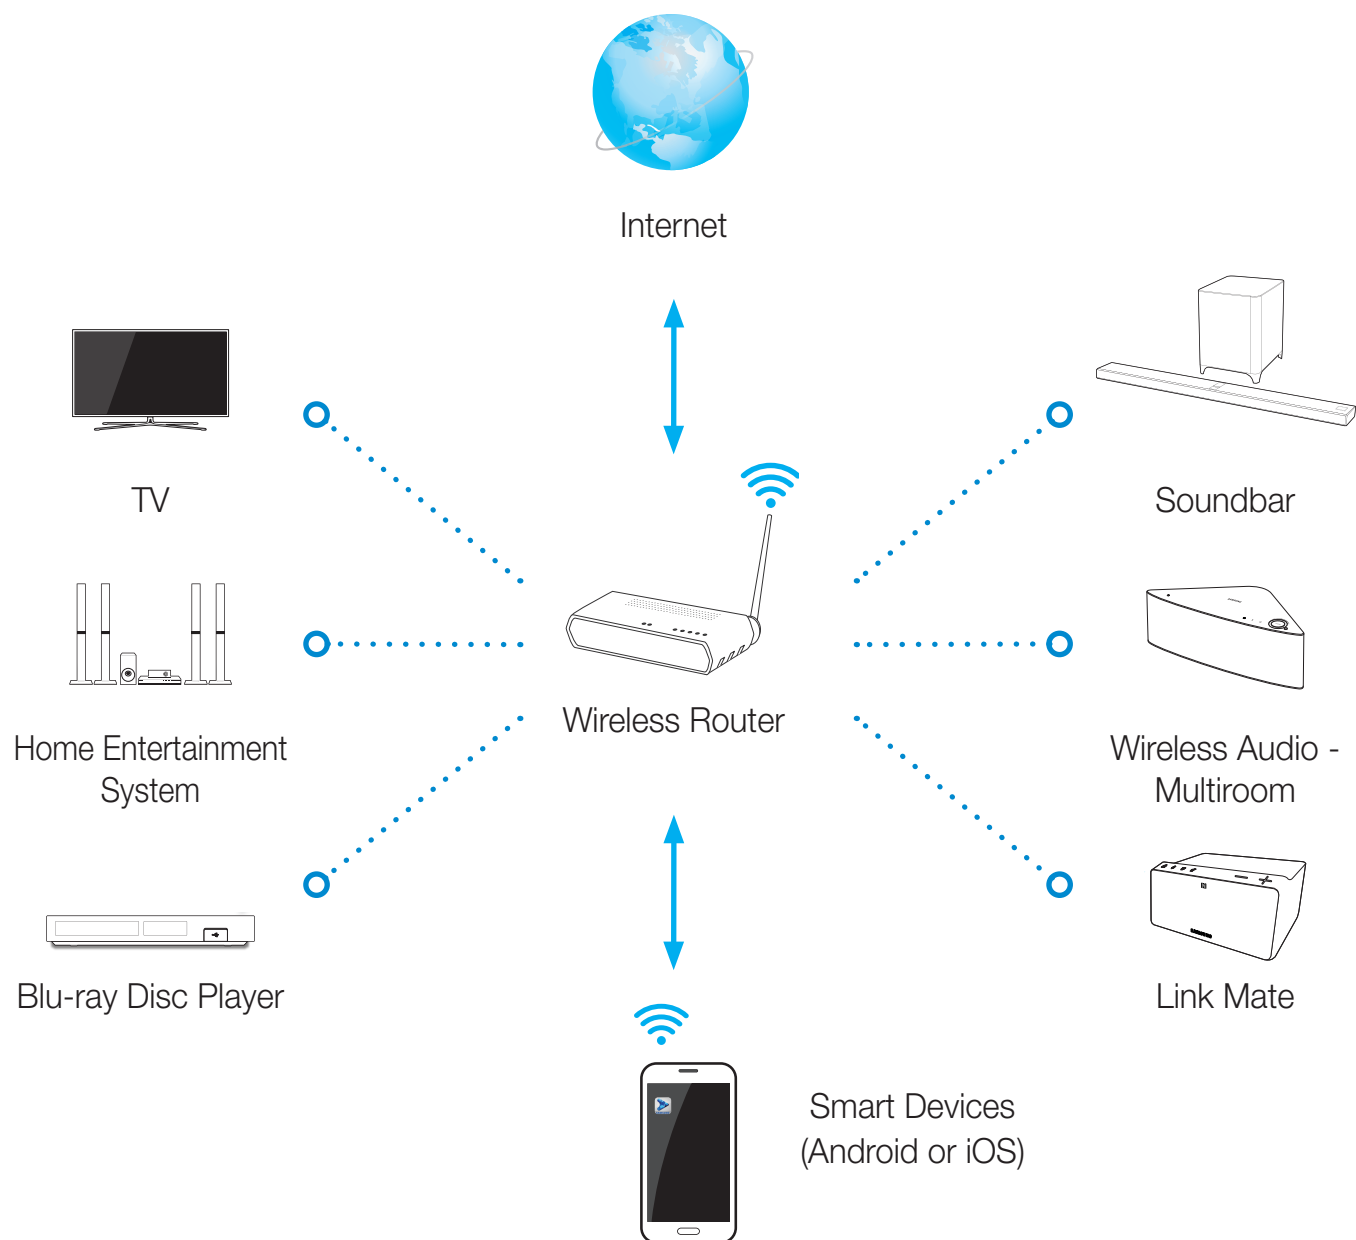 Internet
TV
Soundbar
Wireless Router
Home Entertainment
System
Wireless Audio -
Multiroom
Blu-ray Disc Player
Link Mate
Smart Devices
(Android or iOS)